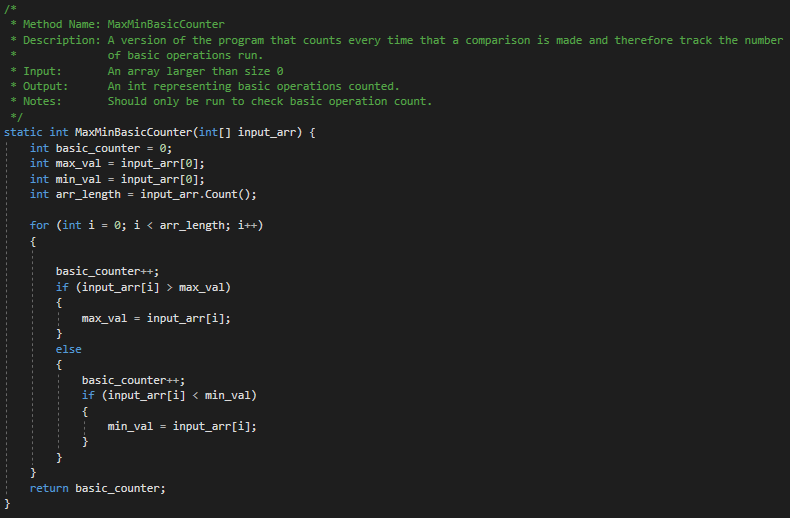 /*
 * Method Name: MaxMinBasicCounter
 * Description: A version of the program that counts every time that a comparison is made and therefore track the number
 *              of basic operations run.
 * Input:       An array larger than size 0
 * Output:      An int representing basic operations counted.
 * Notes:       Should only be run to check basic operation count.
 */
static int MaxMinBasicCounter(int[] input_arr) {
    int basic_counter = 0;
    int max_val = input_arr[0];
    int min_val = input_arr[0];
    int arr_length = input_arr.Count();
    for (int i = 0; i < arr_length; i++)
    {
        basic_counter++;
        if (input_arr[i] > max_val)
        {
            max_val = input_arr[i];
        }
        else
        {
            basic_counter++;
            if (input_arr[i] < min_val)
            {
                min_val = input_arr[i];
            }
        }
    }
    return basic_counter;
}